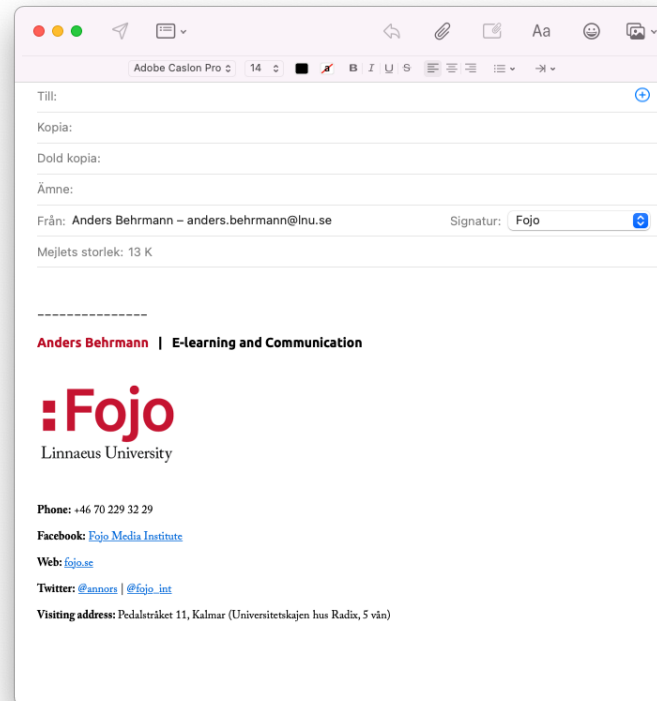 Adobe Caslon Pro 14 a B I U S
Aa
Till:
Kopia:
Dold kopia:
Ämne:
Från: Anders Behrmann – anders.behrmann@lnu.se Signatur: Fojo
Mejlets storlek: 13 K
_______________
Anders Behrmann | E-learning and Communication
:Fojo
Linnaeus University
Phone: +46 70 229 32 29
Facebook: Fojo Media Institute
Web: fojo.se
Twitter: @annors | @fojo_int
Visiting address: Pedalstråket 11, Kalmar (Universitetskajen hus Radix, 5 vån)